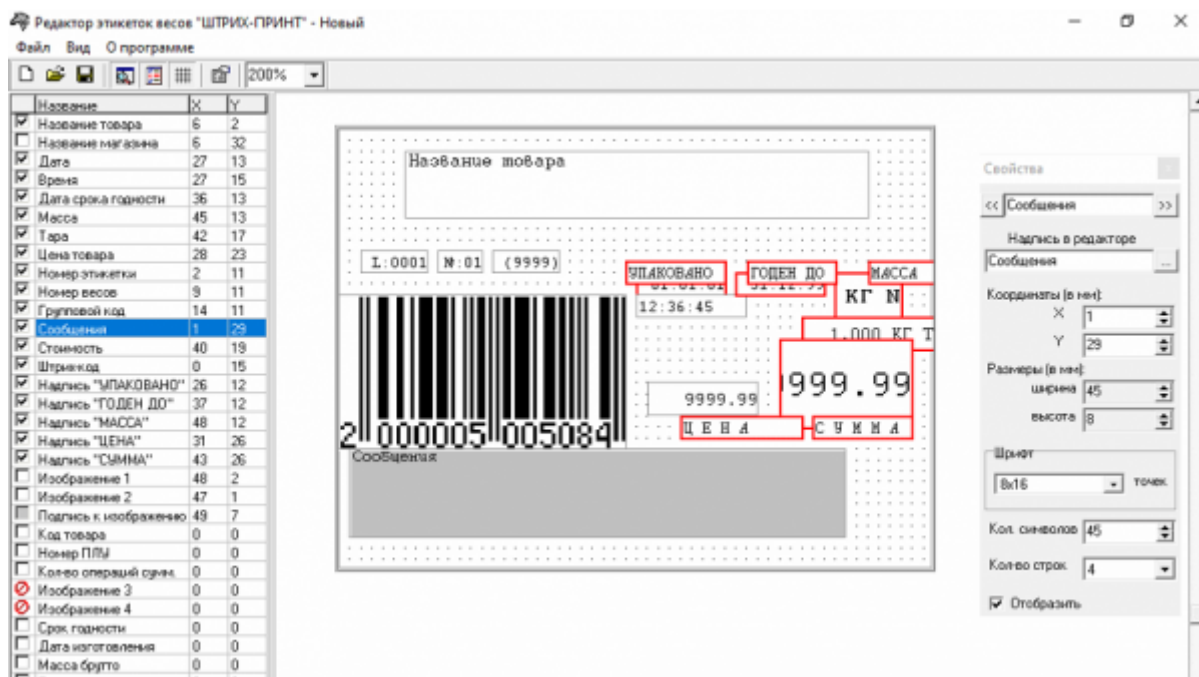 Редактор этикеток весов "ШТРИХ-ПРИНТ" - Новый
Файл Вид О программе
200%
Название X Y
Название товара 6 2
Название магазина 6 32
Дата 27 13
Время 27 15
Дата срока годности 36 13
Масса 45 13
Тара 42 17
Цена товара 28 23
Номер этикетки 2 11
Номер весов 9 11
Групповой код 14 11
Сообщения 1 29
Стоимость 40 19
Штрих-код 0 15
Надпись "УПАКОВАНО" 26 12
Надпись "ГОДЕН ДО" 37 12
Надпись "МАССА" 48 12
Надпись "ЦЕНА" 31 26
Надпись "СУММА" 43 26
Изображение 1 48 2
Изображение 2 47 1
Подпись к изображению 49 7
Код товара 0 0
Номер ПЛУ 0 0
Кол-во операций сумм. 0 0
Изображение 3 0 0
Изображение 4 0 0
Срок годности 0 0
Дата изготовления 0 0
Масса брутто 0 0
Название товара
L:0001 №:01 (9999)
УПАКОВАНО ГОДЕН ДО МАССА
12:36:45 КГ N
1.000 КГ Т
9999.99 9999.99
Ц Е Н А С У М М А
2 000005 005084
Сообщения
Свойства
<< Сообщения >>
Надпись в редакторе
Сообщения ...
Координаты (в мм):
X 1
Y 29
Размеры (в мм):
ширина 45
высота 8
Шрифт
8x16 точек
Кол. символов 45
Кол-во строк 4
Отобразить